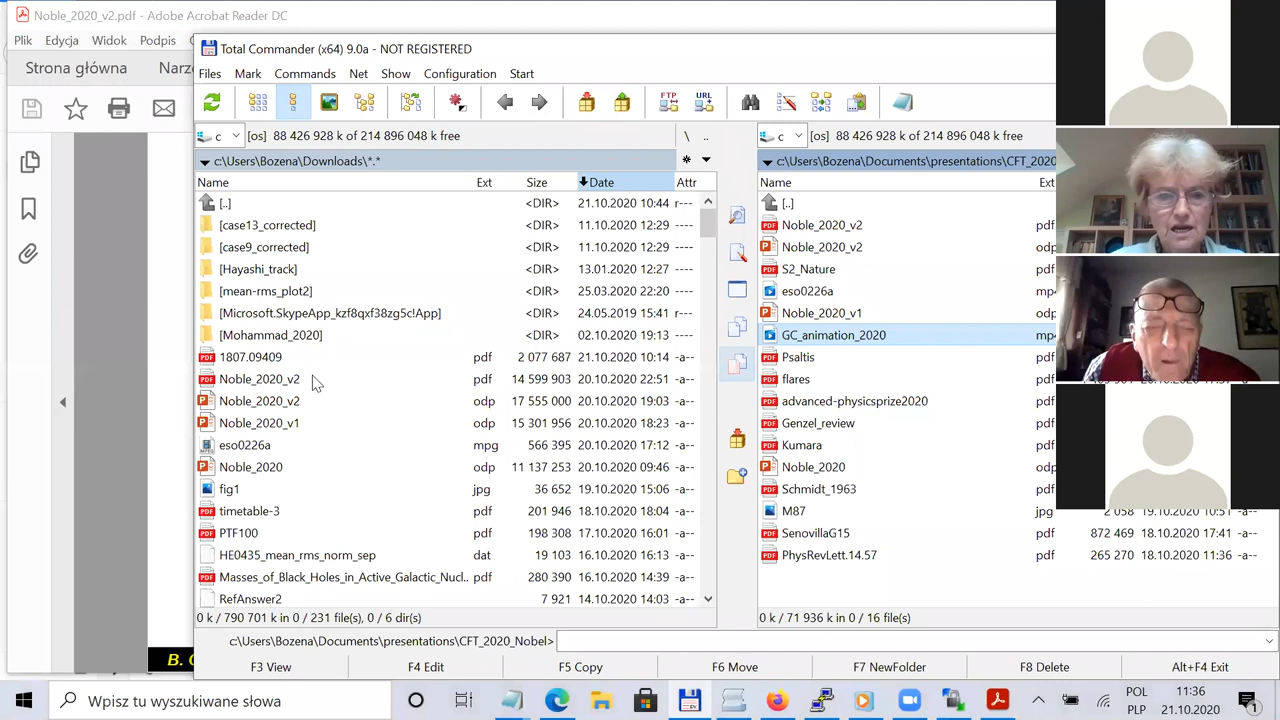 Noble_2020_v2.pdf - Adobe Acrobat Reader DC
Plik Edycja Widok Podpis
Strona główna
Total Commander (x64) 9.0a - NOT REGISTERED
Files Mark Commands Net Show Configuration Start
FTP URL
c [os] 88 426 928 k of 214 896 048 k free \ ..
c:\Users\Bozena\Downloads\*.*
Name Ext Size Date Attr
[..] <DIR> 21.10.2020 10:44 r---
[case13_corrected] <DIR> 11.10.2020 12:29 ----
[case9_corrected] <DIR> 11.10.2020 12:29 ----
[Hayashi_track] <DIR> 13.01.2020 12:27 ----
[mean-rms_plot2] <DIR> 25.03.2020 22:20 ----
[Microsoft.SkypeApp_kzf8qxf38zg5c!App] <DIR> 24.05.2019 15:41 r---
[Mohammad_2020] <DIR> 02.10.2020 19:13 ----
1807.09409 pdf 2 077 687 21.10.2020 10:14 -a--
Noble_2020_v2 pdf 14 599 903 20.10.2020 22:51 -a--
Noble_2020_v2 odp 17 555 000 20.10.2020 19:03 -a--
Noble_2020_v1 odp 15 301 956 20.10.2020 18:23 -a--
eso0226a mpg 566 395 20.10.2020 17:12 -a--
Noble_2020 odp 11 137 253 20.10.2020 09:46 -a--
fig1 jpg 36 652 19.10.2020 15:06 -a--
timetable-3 pdf 201 946 18.10.2020 18:04 -a--
PTF100 pdf 198 308 17.10.2020 16:01 -a--
HE0435_mean_rms_norm_sep dat 19 103 16.10.2020 16:13 -a--
Masses_of_Black_Holes_in_Active_Galactic_Nucl.. pdf 280 390 16.10.2020 14:39 -a--
RefAnswer2 7 921 14.10.2020 14:03 -a--
0 k / 790 701 k in 0 / 231 file(s), 0 / 6 dir(s)
c [os] 88 426 928 k of 214 896 048 k free
c:\Users\Bozena\Documents\presentations\CFT_2020
Name Ext
[..]
Noble_2020_v2 pdf
Noble_2020_v2 odp
S2_Nature pdf
eso0226a mp
Noble_2020_v1 odp
GC_animation_2020 mp
Psaltis pdf
flares pdf
advanced-physicsprize2020 pdf
Genzel_review pdf
Kumara pdf
Noble_2020 odp
Schmidt_1963 pdf
M87 jpg 2 058 19.10.2020 10:51 -a--
SenovillaG15 pdf 872 469 18.10.2020 17:41 -a--
PhysRevLett.14.57 pdf 265 270 18.10.2020 11:36 -a--
0 k / 71 936 k in 0 / 16 file(s)
c:\Users\Bozena\Documents\presentations\CFT_2020_Nobel>
F3 View F4 Edit F5 Copy F6 Move F7 NewFolder F8 Delete Alt+F4 Exit
B.
Wpisz tu wyszukiwane słowa
POL
PLP
11:36
21.10.2020
1